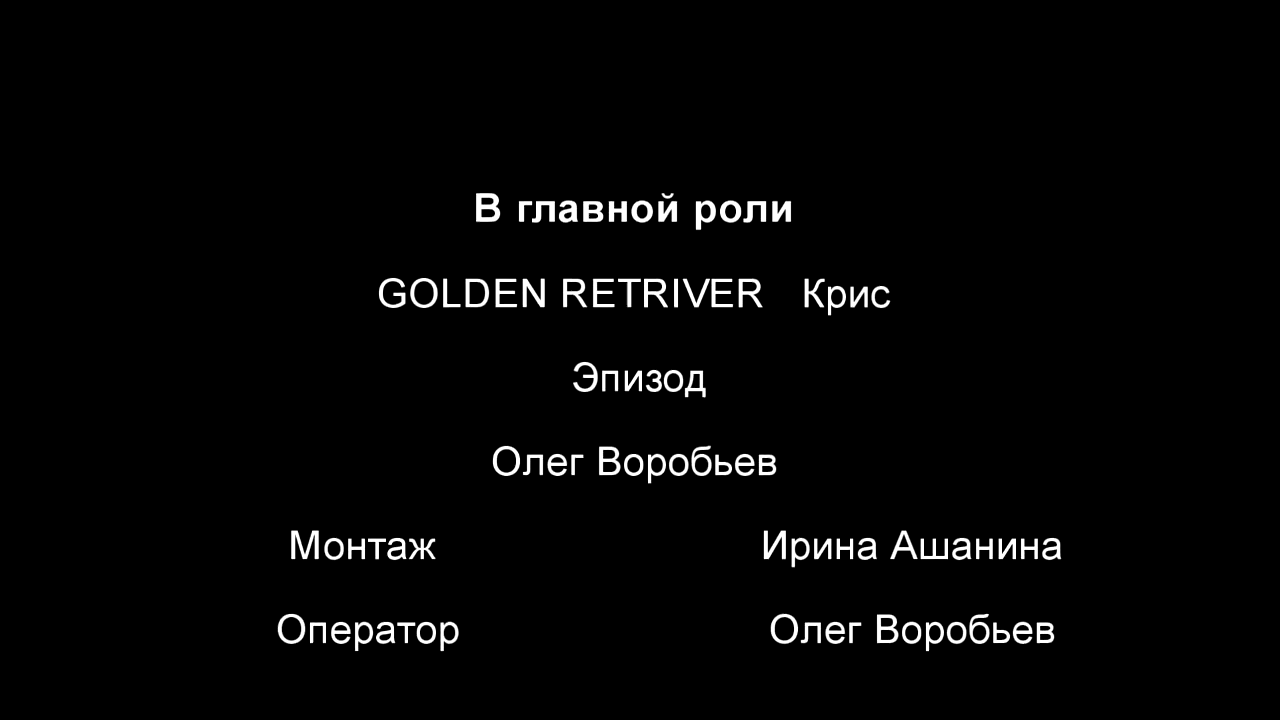 В главной роли
GOLDEN RETRIVER Крис
Эпизод
Олег Воробьев
Монтаж Ирина Ашанина
Оператор Олег Воробьев